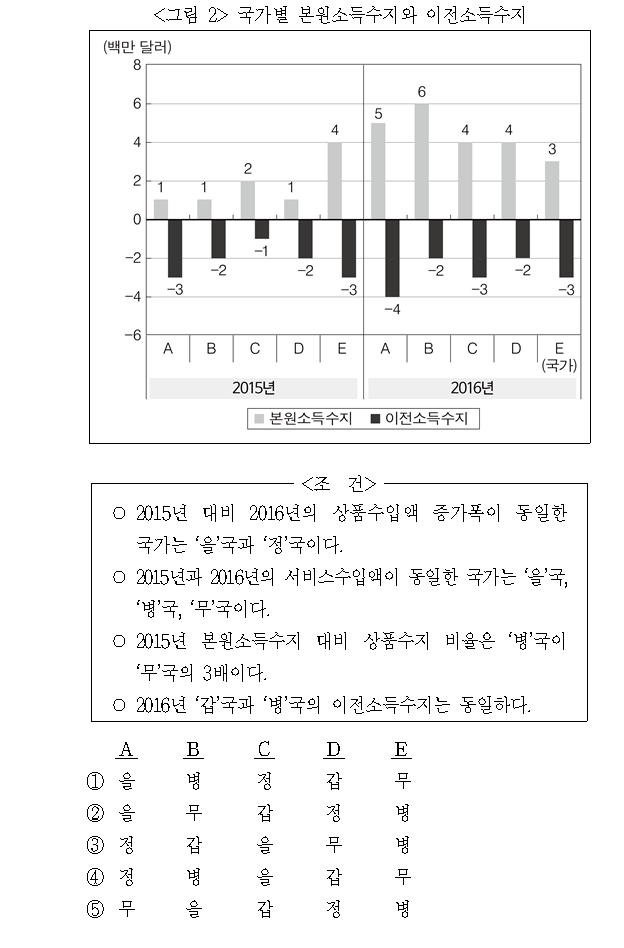 <그림 2> 국가별 본원소득수지와 이전소득수지
(백만 달러)
8
6
4
2
0
-2
-4
-6
1 1 2 1 4 5 6 4 4 3
-3 -2 -1 -2 -3 -4 -2 -3 -2 -3
A B C D E A B C D E
(국가)
2015년 2016년
본원소득수지 이전소득수지
<조 건>
○ 2015년 대비 2016년의 상품수입액 증가폭이 동일한
국가는 ‘을’국과 ‘정’국이다.
○ 2015년과 2016년의 서비스수입액이 동일한 국가는 ‘을’국,
‘병’국, ‘무’국이다.
○ 2015년 본원소득수지 대비 상품수지 비율은 ‘병’국이
‘무’국의 3배이다.
○ 2016년 ‘갑’국과 ‘병’국의 이전소득수지는 동일하다.
A B C D E
① 을 병 정 갑 무
② 을 무 갑 정 병
③ 정 갑 을 무 병
④ 정 병 을 갑 무
⑤ 무 을 갑 정 병